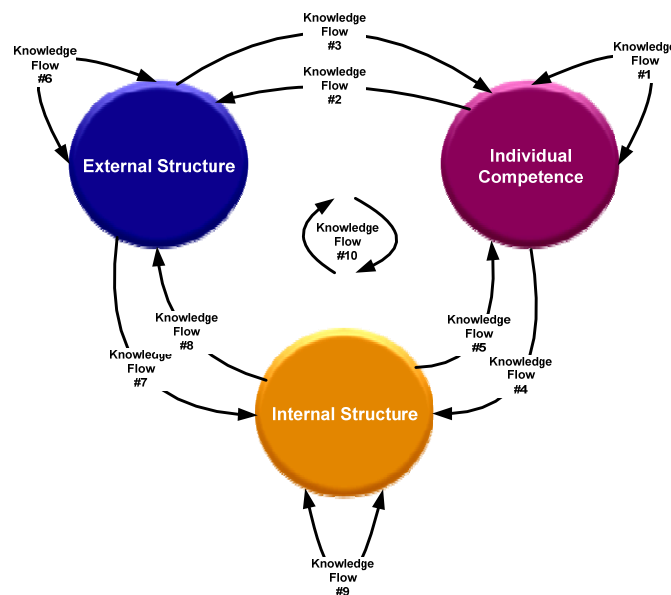 Knowledge
Flow
#3
Knowledge
Flow
#6
Knowledge
Flow
#1
Knowledge
Flow
#2
External Structure
Individual
Competence
Knowledge
Flow
#10
Knowledge
Flow
#8
Knowledge
Flow
#5
Knowledge
Flow
#7
Knowledge
Flow
#4
Internal Structure
Knowledge
Flow
#9